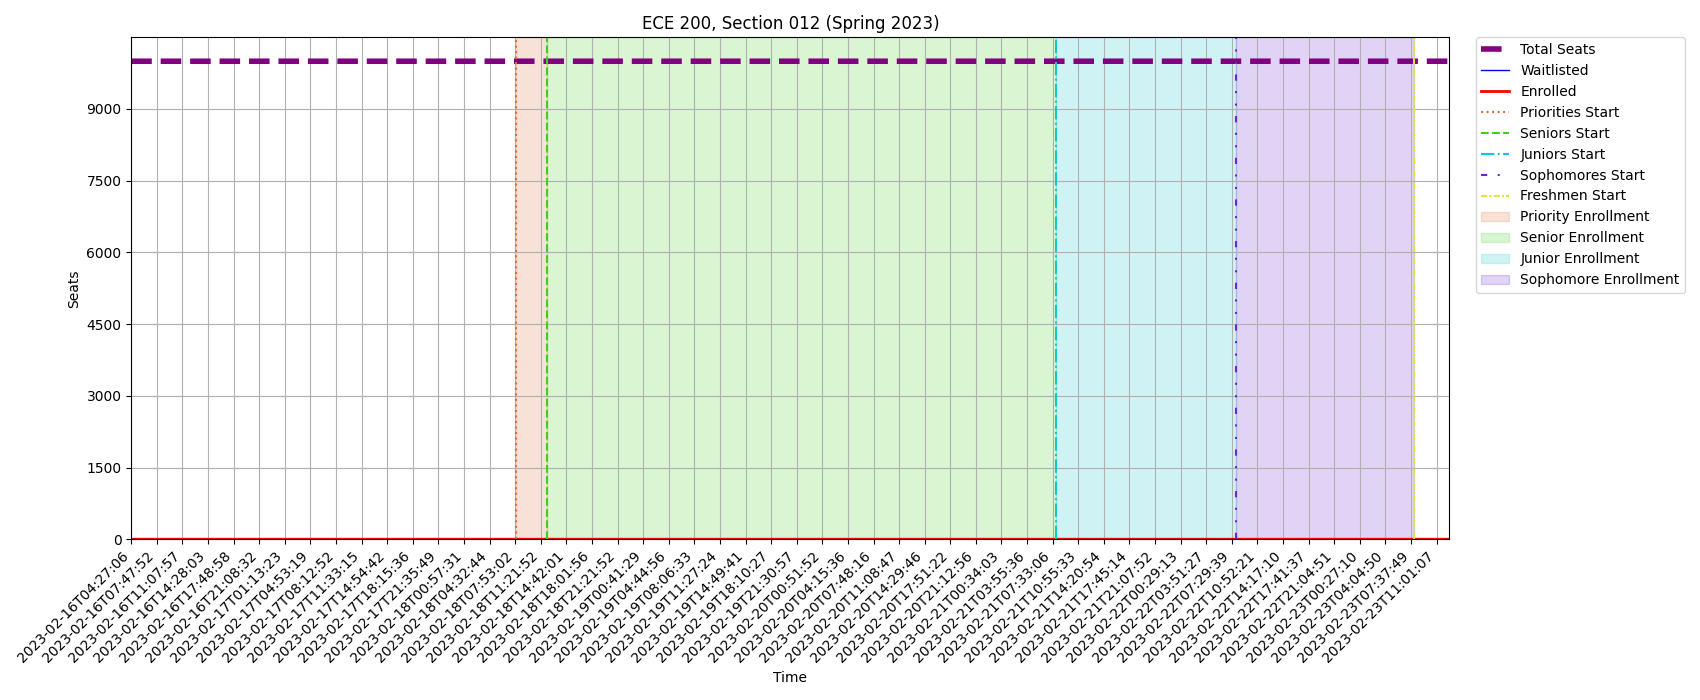 ECE 200, Section 012 (Spring 2023)
Total Seats
Waitlisted
Enrolled
Priorities Start
Seniors Start
Juniors Start
Sophomores Start
Freshmen Start
Priority Enrollment
Senior Enrollment
Junior Enrollment
Sophomore Enrollment
Seats
9000
7500
6000
4500
3000
1500
0
2023-02-16T04:27:06
2023-02-16T07:47:52
2023-02-16T11:07:57
2023-02-16T14:28:03
2023-02-16T17:48:58
2023-02-16T21:08:32
2023-02-17T01:13:23
2023-02-17T04:53:19
2023-02-17T08:12:52
2023-02-17T11:33:15
2023-02-17T14:54:42
2023-02-17T18:15:36
2023-02-17T21:35:49
2023-02-18T00:57:31
2023-02-18T04:32:44
2023-02-18T07:53:02
2023-02-18T11:21:52
2023-02-18T14:42:01
2023-02-18T18:01:56
2023-02-18T21:21:52
2023-02-19T00:41:29
2023-02-19T04:44:56
2023-02-19T08:06:33
2023-02-19T11:27:24
2023-02-19T14:49:41
2023-02-19T18:10:27
2023-02-19T21:30:57
2023-02-20T00:51:52
2023-02-20T04:15:36
2023-02-20T07:48:16
2023-02-20T11:08:47
2023-02-20T14:29:46
2023-02-20T17:51:22
2023-02-20T21:12:56
2023-02-21T00:34:03
2023-02-21T03:55:36
2023-02-21T07:33:06
2023-02-21T10:55:33
2023-02-21T14:20:54
2023-02-21T17:45:14
2023-02-21T21:07:52
2023-02-22T00:29:13
2023-02-22T03:51:27
2023-02-22T07:29:39
2023-02-22T10:52:21
2023-02-22T14:17:10
2023-02-22T17:41:37
2023-02-22T21:04:51
2023-02-23T00:27:10
2023-02-23T04:04:50
2023-02-23T07:37:49
2023-02-23T11:01:07
Time